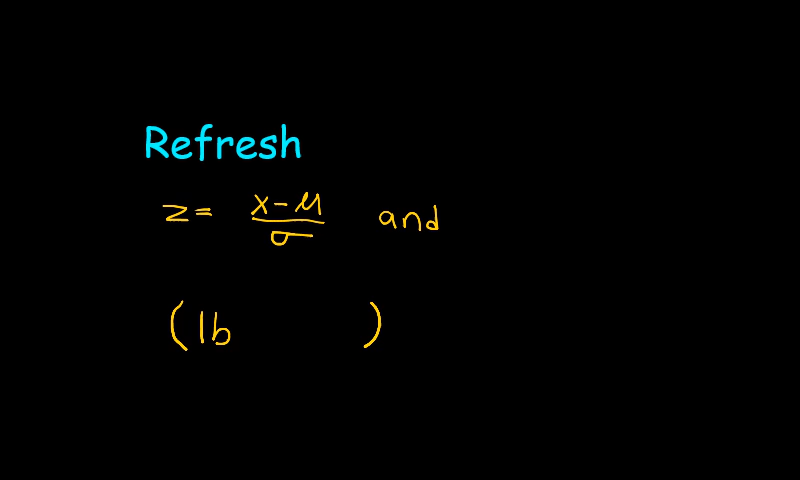 Refresh
z = (x - μ)/σ and
(lb )